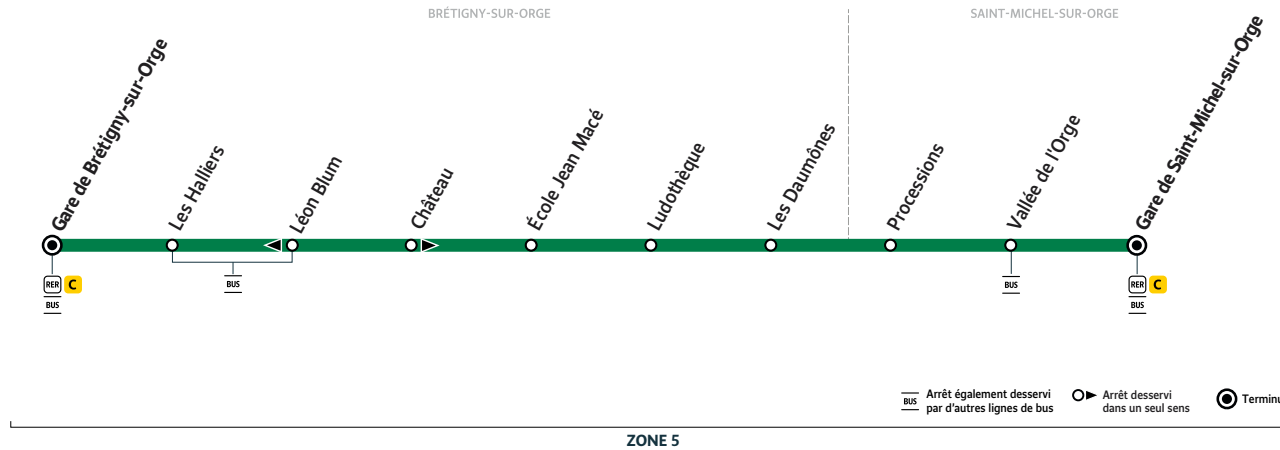 BRÉTIGNY-SUR-ORGE
SAINT-MICHEL-SUR-ORGE
Gare de Brétigny-sur-Orge
Les Halliers
Léon Blum
Château
École Jean Macé
Ludothèque
Les Daumônes
Processions
Vallée de l'Orge
Gare de Saint-Michel-sur-Orge
RER C
BUS
BUS
BUS
RER C
BUS
BUS
Arrêt également desservi
par d'autres lignes de bus
Arrêt desservi
dans un seul sens
Terminu
ZONE 5